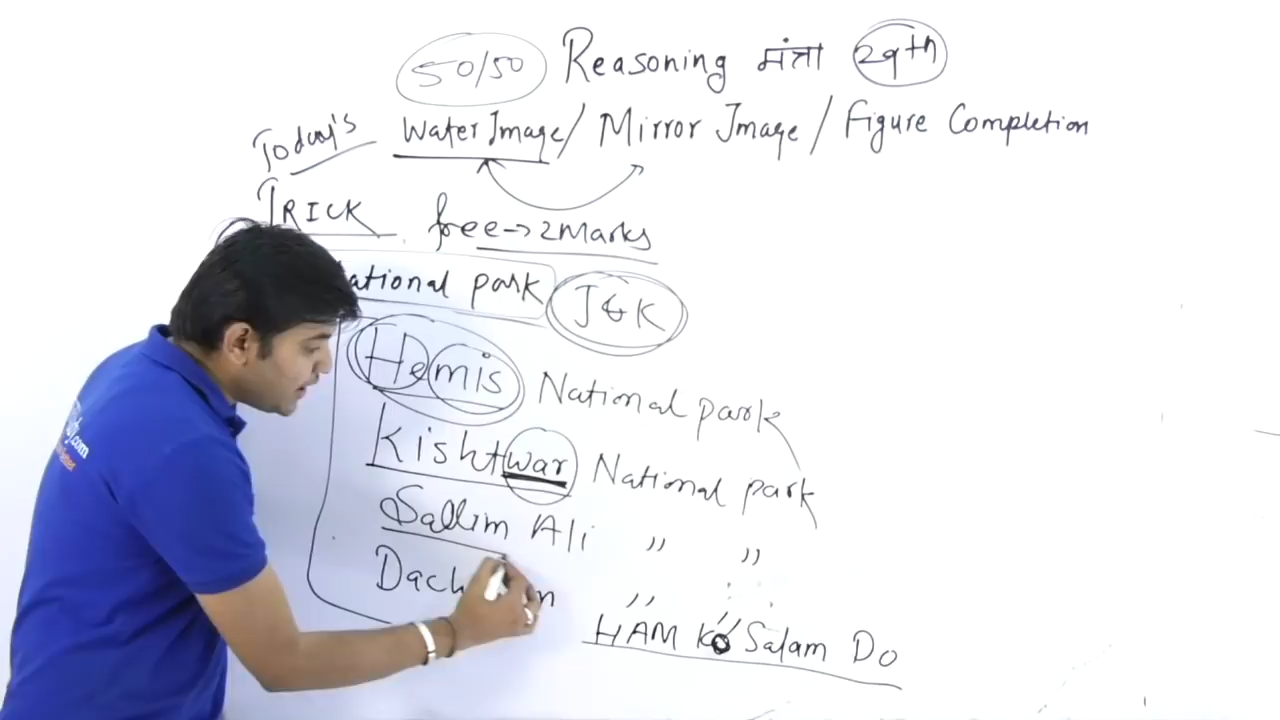 50/50 Reasoning मंत्रा 29th
Today's Water Image / Mirror Image / Figure Completion
TRICK free → 2 Marks
ational park J&K
Hemis National park
Kishtwar National park
Sallim Ali " "
" "
HAM Ko Salam Do
.com